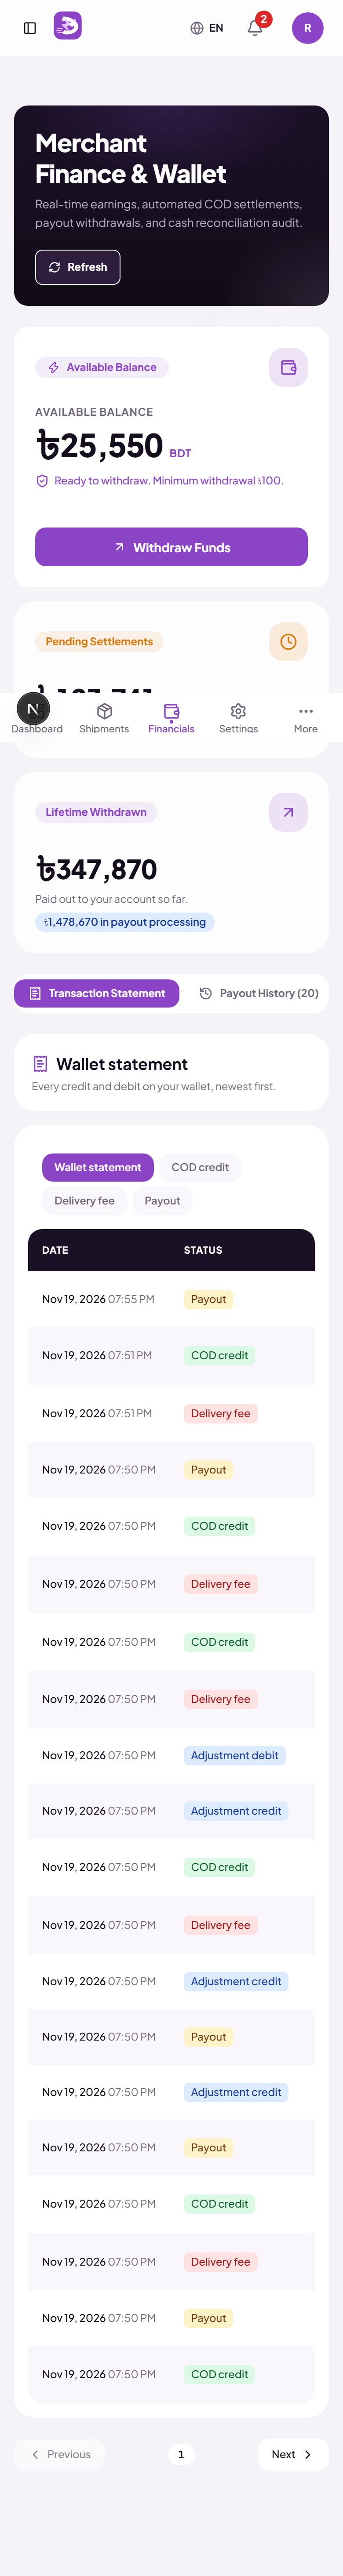 EN
2
R
Merchant
Finance & Wallet
Real-time earnings, automated COD settlements,
payout withdrawals, and cash reconciliation audit.
Refresh
Available Balance
AVAILABLE BALANCE
৳25,550 BDT
Ready to withdraw. Minimum withdrawal ৳100.
Withdraw Funds
Pending Settlements
N
Dashboard Shipments Financials Settings More
Lifetime Withdrawn
৳347,870
Paid out to your account so far.
৳1,478,670 in payout processing
Transaction Statement Payout History (20)
Wallet statement
Every credit and debit on your wallet, newest first.
Wallet statement COD credit
Delivery fee Payout
DATE STATUS
Nov 19, 2026 07:55 PM Payout
Nov 19, 2026 07:51 PM COD credit
Nov 19, 2026 07:51 PM Delivery fee
Nov 19, 2026 07:50 PM Payout
Nov 19, 2026 07:50 PM COD credit
Nov 19, 2026 07:50 PM Delivery fee
Nov 19, 2026 07:50 PM COD credit
Nov 19, 2026 07:50 PM Delivery fee
Nov 19, 2026 07:50 PM Adjustment debit
Nov 19, 2026 07:50 PM Adjustment credit
Nov 19, 2026 07:50 PM COD credit
Nov 19, 2026 07:50 PM Delivery fee
Nov 19, 2026 07:50 PM Adjustment credit
Nov 19, 2026 07:50 PM Payout
Nov 19, 2026 07:50 PM Adjustment credit
Nov 19, 2026 07:50 PM Payout
Nov 19, 2026 07:50 PM COD credit
Nov 19, 2026 07:50 PM Delivery fee
Nov 19, 2026 07:50 PM Payout
Nov 19, 2026 07:50 PM COD credit
Previous 1 Next